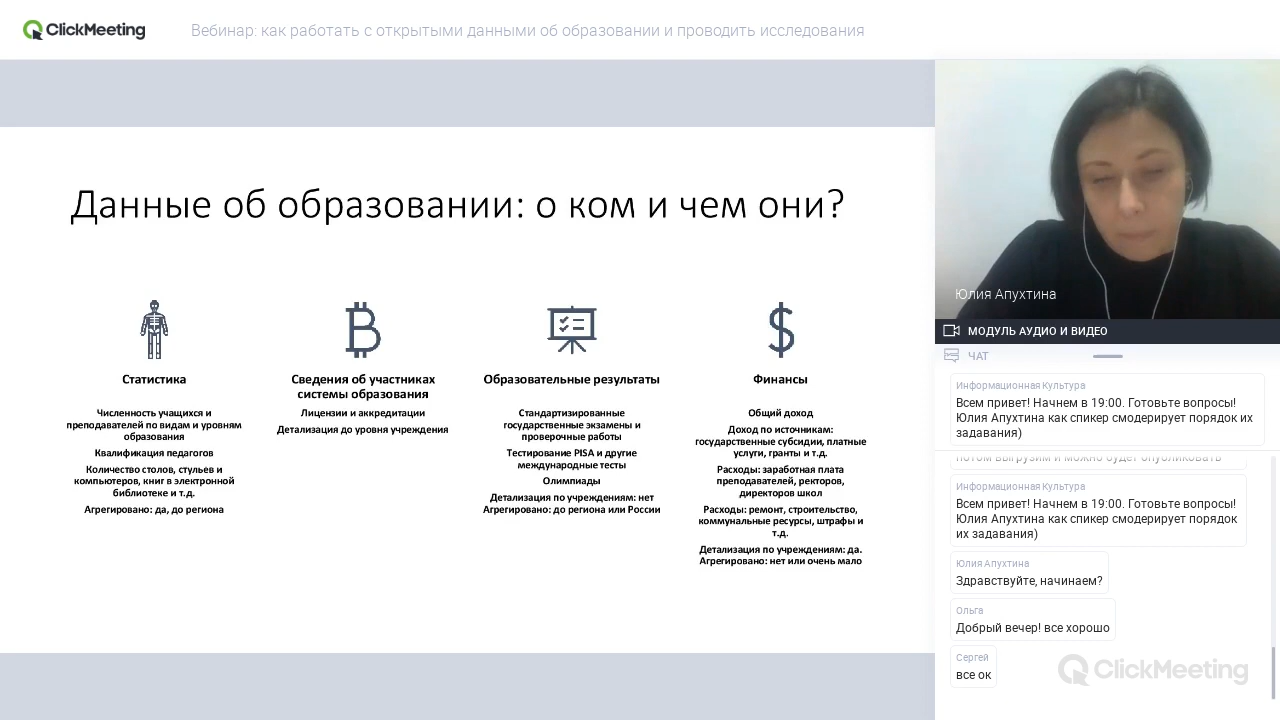 ClickMeeting
Вебинар: как работать с открытыми данными об образовании и проводить исследования
Данные об образовании: о ком и чем они?
Статистика
Численность учащихся и
преподавателей по видам и уровням
образования
Квалификация педагогов
Количество столов, стульев и
компьютеров, книг в электронной
библиотеке и т.д.
Агрегировано: да, до региона
Сведения об участниках
системы образования
Лицензии и аккредитации
Детализация до уровня учреждения
Образовательные результаты
Стандартизированные
государственные экзамены и
проверочные работы
Тестирование PISA и другие
международные тесты
Олимпиады
Детализация по учреждениям: нет
Агрегировано: до региона или России
Финансы
Общий доход
Доход по источникам:
государственные субсидии, платные
услуги, гранты и т.д.
Расходы: заработная плата
преподавателей, ректоров,
директоров школ
Расходы: ремонт, строительство,
коммунальные ресурсы, штрафы и
т.д.
Детализация по учреждениям: да.
Агрегировано: нет или очень мало
Юлия Апухтина
МОДУЛЬ АУДИО И ВИДЕО
ЧАТ
Информационная Культура
Всем привет! Начнем в 19:00. Готовьте вопросы!
Юлия Апухтина как спикер смодерирует порядок их
задавания)
потом выгрузим и можно будет опубликовать
Информационная Культура
Всем привет! Начнем в 19:00. Готовьте вопросы!
Юлия Апухтина как спикер смодерирует порядок
их задавания)
Юлия Апухтина
Здравствуйте, начинаем?
Ольга
Добрый вечер! все хорошо
Сергей
все ок
ClickMeeting